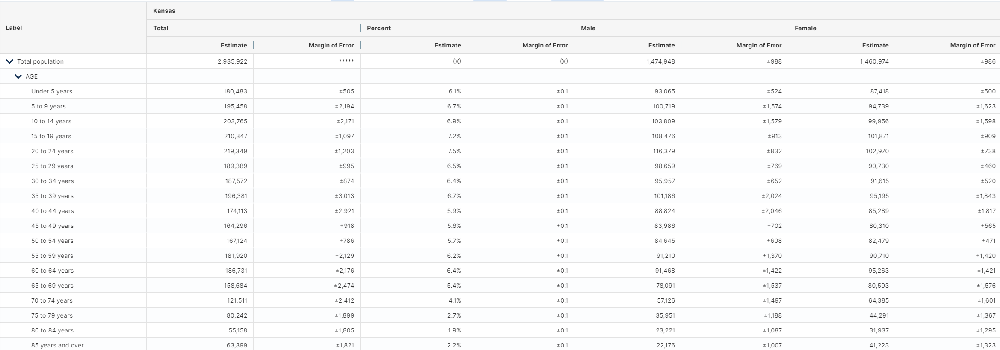 Kansas
Label
Total Percent Male Female
Estimate Margin of Error Estimate Margin of Error Estimate Margin of Error Estimate Margin of Error
Total population 2,935,922 ***** (X) (X) 1,474,948 ±988 1,460,974 ±986
AGE
Under 5 years 180,483 ±505 6.1% ±0.1 93,065 ±524 87,418 ±500
5 to 9 years 195,458 ±2,194 6.7% ±0.1 100,719 ±1,574 94,739 ±1,623
10 to 14 years 203,765 ±2,171 6.9% ±0.1 103,809 ±1,579 99,956 ±1,598
15 to 19 years 210,347 ±1,097 7.2% ±0.1 108,476 ±913 101,871 ±909
20 to 24 years 219,349 ±1,203 7.5% ±0.1 116,379 ±832 102,970 ±738
25 to 29 years 189,389 ±995 6.5% ±0.1 98,659 ±769 90,730 ±460
30 to 34 years 187,572 ±874 6.4% ±0.1 95,957 ±652 91,615 ±520
35 to 39 years 196,381 ±3,013 6.7% ±0.1 101,186 ±2,024 95,195 ±1,843
40 to 44 years 174,113 ±2,921 5.9% ±0.1 88,824 ±2,046 85,289 ±1,817
45 to 49 years 164,296 ±918 5.6% ±0.1 83,986 ±702 80,310 ±565
50 to 54 years 167,124 ±786 5.7% ±0.1 84,645 ±608 82,479 ±471
55 to 59 years 181,920 ±2,129 6.2% ±0.1 91,210 ±1,370 90,710 ±1,420
60 to 64 years 186,731 ±2,176 6.4% ±0.1 91,468 ±1,422 95,263 ±1,421
65 to 69 years 158,684 ±2,474 5.4% ±0.1 78,091 ±1,537 80,593 ±1,576
70 to 74 years 121,511 ±2,412 4.1% ±0.1 57,126 ±1,497 64,385 ±1,601
75 to 79 years 80,242 ±1,899 2.7% ±0.1 35,951 ±1,188 44,291 ±1,367
80 to 84 years 55,158 ±1,805 1.9% ±0.1 23,221 ±1,087 31,937 ±1,295
85 years and over 63,399 ±1,821 2.2% ±0.1 22,176 ±1,007 41,223 ±1,323